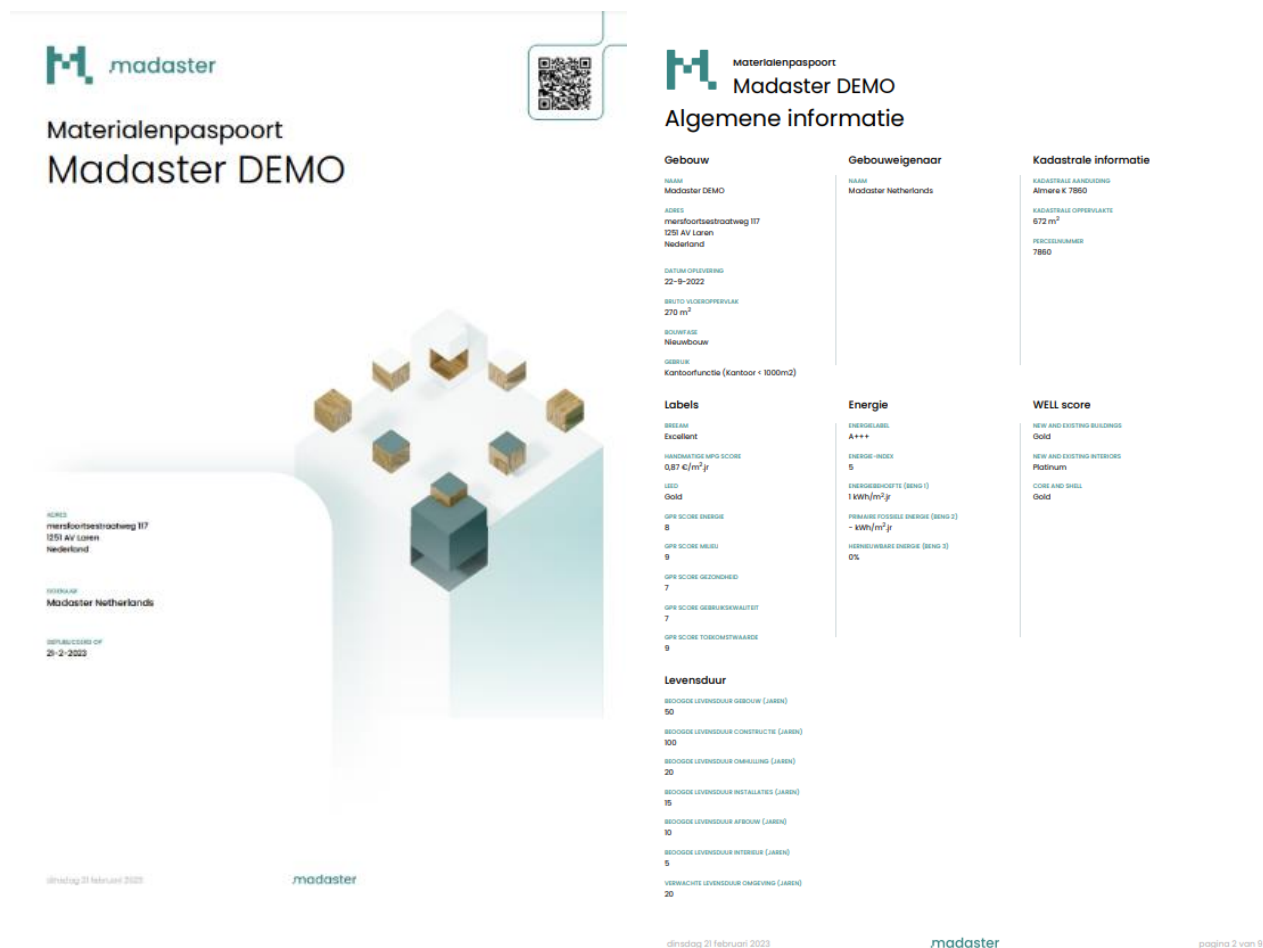 madaster
Materialenpaspoort
Madaster DEMO
ADRES
mersfoortsestraatweg 117
1251 AV Laren
Nederland
EIGENAAR
Madaster Netherlands
GEPUBLICEERD OP
21-2-2023
dinsdag 21 februari 2023
madaster
Materialenpaspoort
Madaster DEMO
Algemene informatie
Gebouw
NAAM
Madaster DEMO
ADRES
mersfoortsestraatweg 117
1251 AV Laren
Nederland
DATUM OPLEVERING
22-9-2022
BRUTO VLOEROPPERVLAK
270 m²
BOUWFASE
Nieuwbouw
GEBRUIK
Kantoorfunctie (Kantoor < 1000m2)
Gebouweigenaar
NAAM
Madaster Netherlands
Kadastrale informatie
KADASTRALE AANDUIDING
Almere K 7860
KADASTRALE OPPERVLAKTE
672 m²
PERCEELNUMMER
7860
Labels
BREEAM
Excellent
HANDMATIGE MPG SCORE
0,87 €/m².jr
LEED
Gold
GPR SCORE ENERGIE
8
GPR SCORE MILIEU
9
GPR SCORE GEZONDHEID
7
GPR SCORE GEBRUIKSKWALITEIT
7
GPR SCORE TOEKOMSTWAARDE
9
Energie
ENERGIELABEL
A+++
ENERGIE-INDEX
5
ENERGIEBEHOEFTE (BENG 1)
1 kWh/m².jr
PRIMAIRE FOSSIELE ENERGIE (BENG 2)
- kWh/m².jr
HERNIEUWBARE ENERGIE (BENG 3)
0%
WELL score
NEW AND EXISTING BUILDINGS
Gold
NEW AND EXISTING INTERIORS
Platinum
CORE AND SHELL
Gold
Levensduur
BEOOGDE LEVENSDUUR GEBOUW (JAREN)
50
BEOOGDE LEVENSDUUR CONSTRUCTIE (JAREN)
100
BEOOGDE LEVENSDUUR OMHULLING (JAREN)
20
BEOOGDE LEVENSDUUR INSTALLATIES (JAREN)
15
BEOOGDE LEVENSDUUR AFBOUW (JAREN)
10
BEOOGDE LEVENSDUUR INTERIEUR (JAREN)
5
VERWACHTE LEVENSDUUR OMGEVING (JAREN)
20
dinsdag 21 februari 2023
madaster
pagina 2 van 9